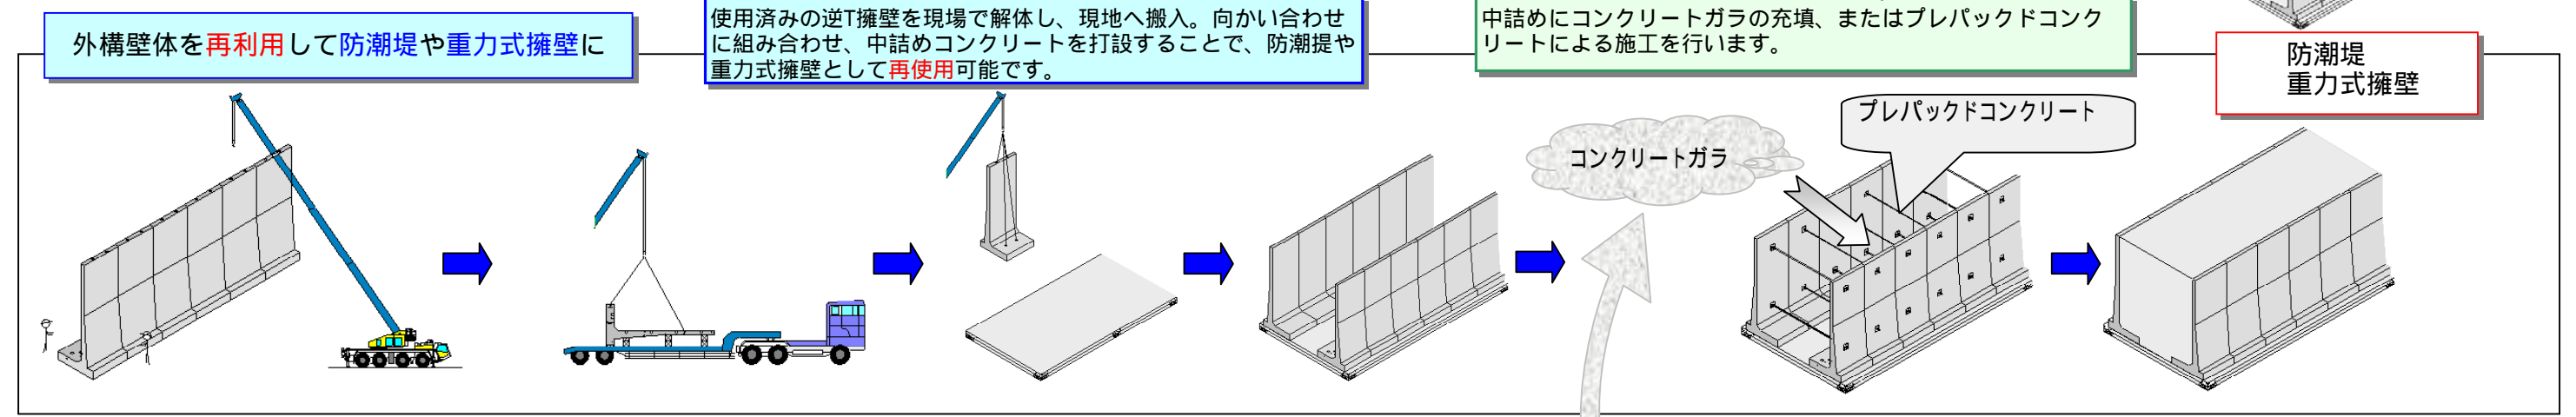 外構壁体を再利用して防潮堤や重力式擁壁に
使用済みの逆T擁壁を現場で解体し、現地へ搬入。向かい合わせ
に組み合わせ、中詰めコンクリートを打設することで、防潮提や
重力式擁壁として再使用可能です。
中詰めにコンクリートガラの充填、またはプレパックドコンク
リートによる施工を行います。
防潮堤
重力式擁壁
コンクリートガラ
プレパックドコンクリート